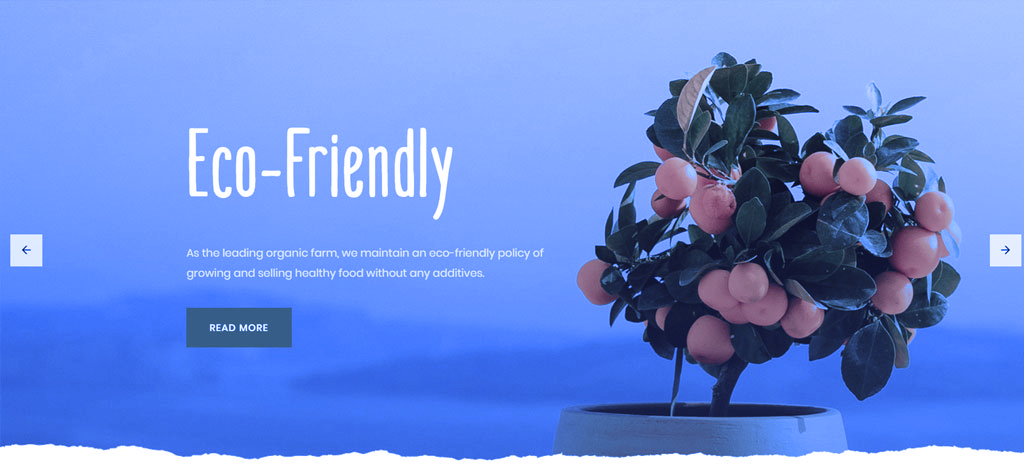 Eco-Friendly
As the leading organic farm, we maintain an eco-friendly policy of
growing and selling healthy food without any additives.
READ MORE